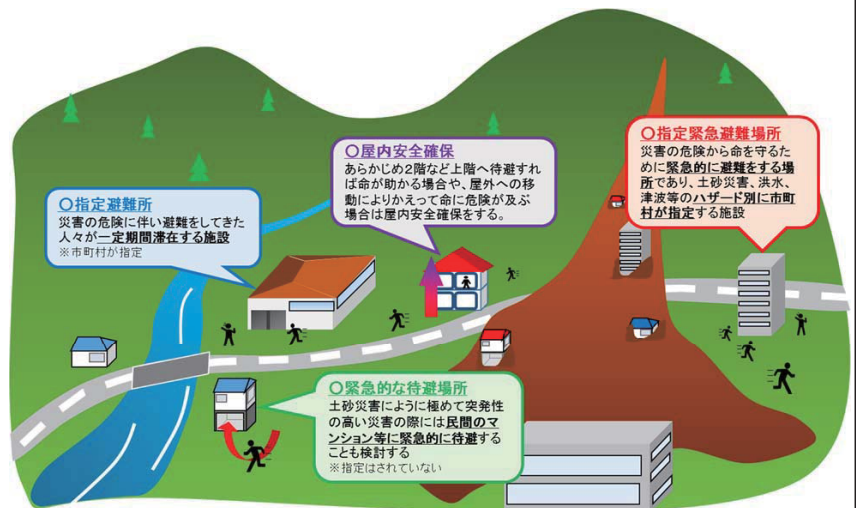 〇指定避難所
災害の危険に伴い避難をしてきた
人々が一定期間滞在する施設
※市町村が指定
〇屋内安全確保
あらかじめ2階など上階へ待避すれ
ば命が助かる場合や、屋外への移
動によりかえって命に危険が及ぶ
場合は屋内安全確保をする。
〇指定緊急避難場所
災害の危険から命を守るた
めに緊急的に避難をする場
所であり、土砂災害、洪水、
津波等のハザード別に市町
村が指定する施設
〇緊急的な待避場所
土砂災害にように極めて突発性
の高い災害の際には民間のマ
ンション等に緊急的に待避する
ことも検討する
※指定はされていない